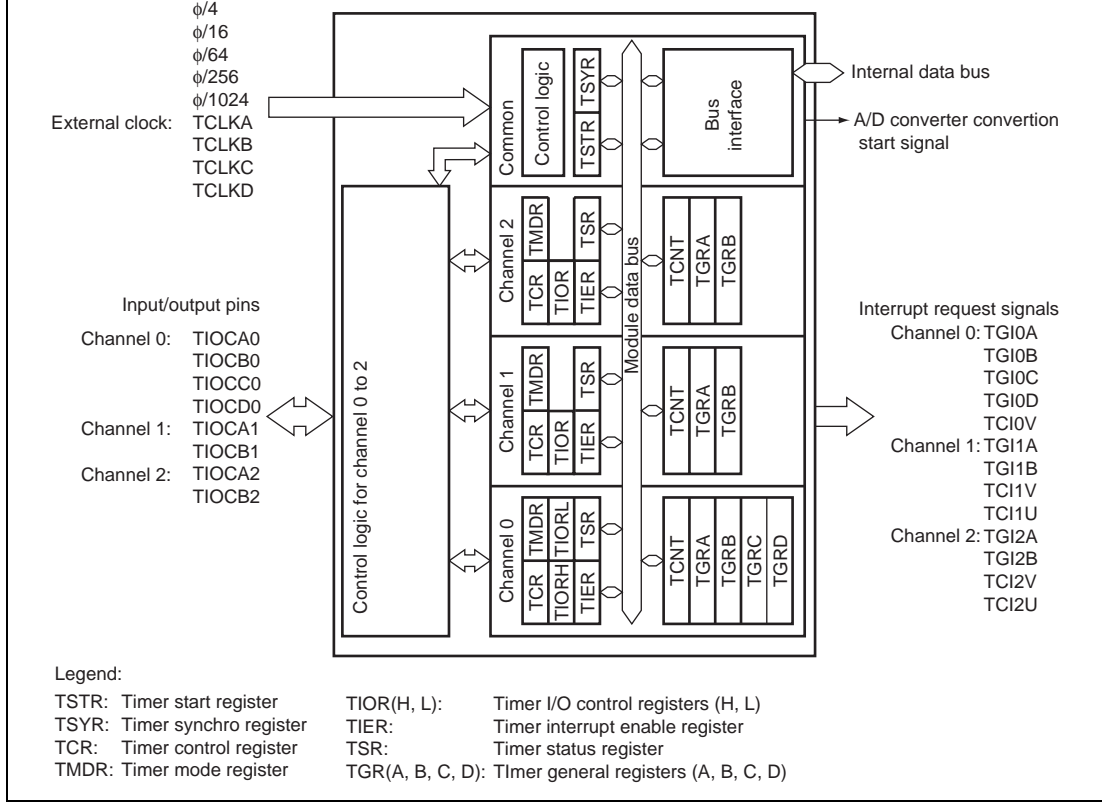 ϕ/4
ϕ/16
ϕ/64
ϕ/256
ϕ/1024
External clock: TCLKA
TCLKB
TCLKC
TCLKD
Input/output pins
Channel 0: TIOCA0
TIOCB0
TIOCC0
TIOCD0
Channel 1: TIOCA1
TIOCB1
Channel 2: TIOCA2
TIOCB2
Control logic for channel 0 to 2
Common
Control logic
TSTR TSYR
Bus
interface
Module data bus
Channel 2
TCR TMDR
TIOR
TIER TSR
TCNT
TGRA
TGRB
Channel 1
TCR TMDR
TIOR
TIER TSR
TCNT
TGRA
TGRB
Channel 0
TCR TMDR
TIORH TIORL
TIER TSR
TCNT
TGRA
TGRB
TGRC
TGRD
Internal data bus
A/D converter convertion
start signal
Interrupt request signals
Channel 0: TGI0A
TGI0B
TGI0C
TGI0D
TCI0V
Channel 1: TGI1A
TGI1B
TCI1V
TCI1U
Channel 2: TGI2A
TGI2B
TCI2V
TCI2U
Legend:
TSTR: Timer start register
TSYR: Timer synchro register
TCR: Timer control register
TMDR: Timer mode register
TIOR(H, L): Timer I/O control registers (H, L)
TIER: Timer interrupt enable register
TSR: Timer status register
TGR(A, B, C, D): TImer general registers (A, B, C, D)